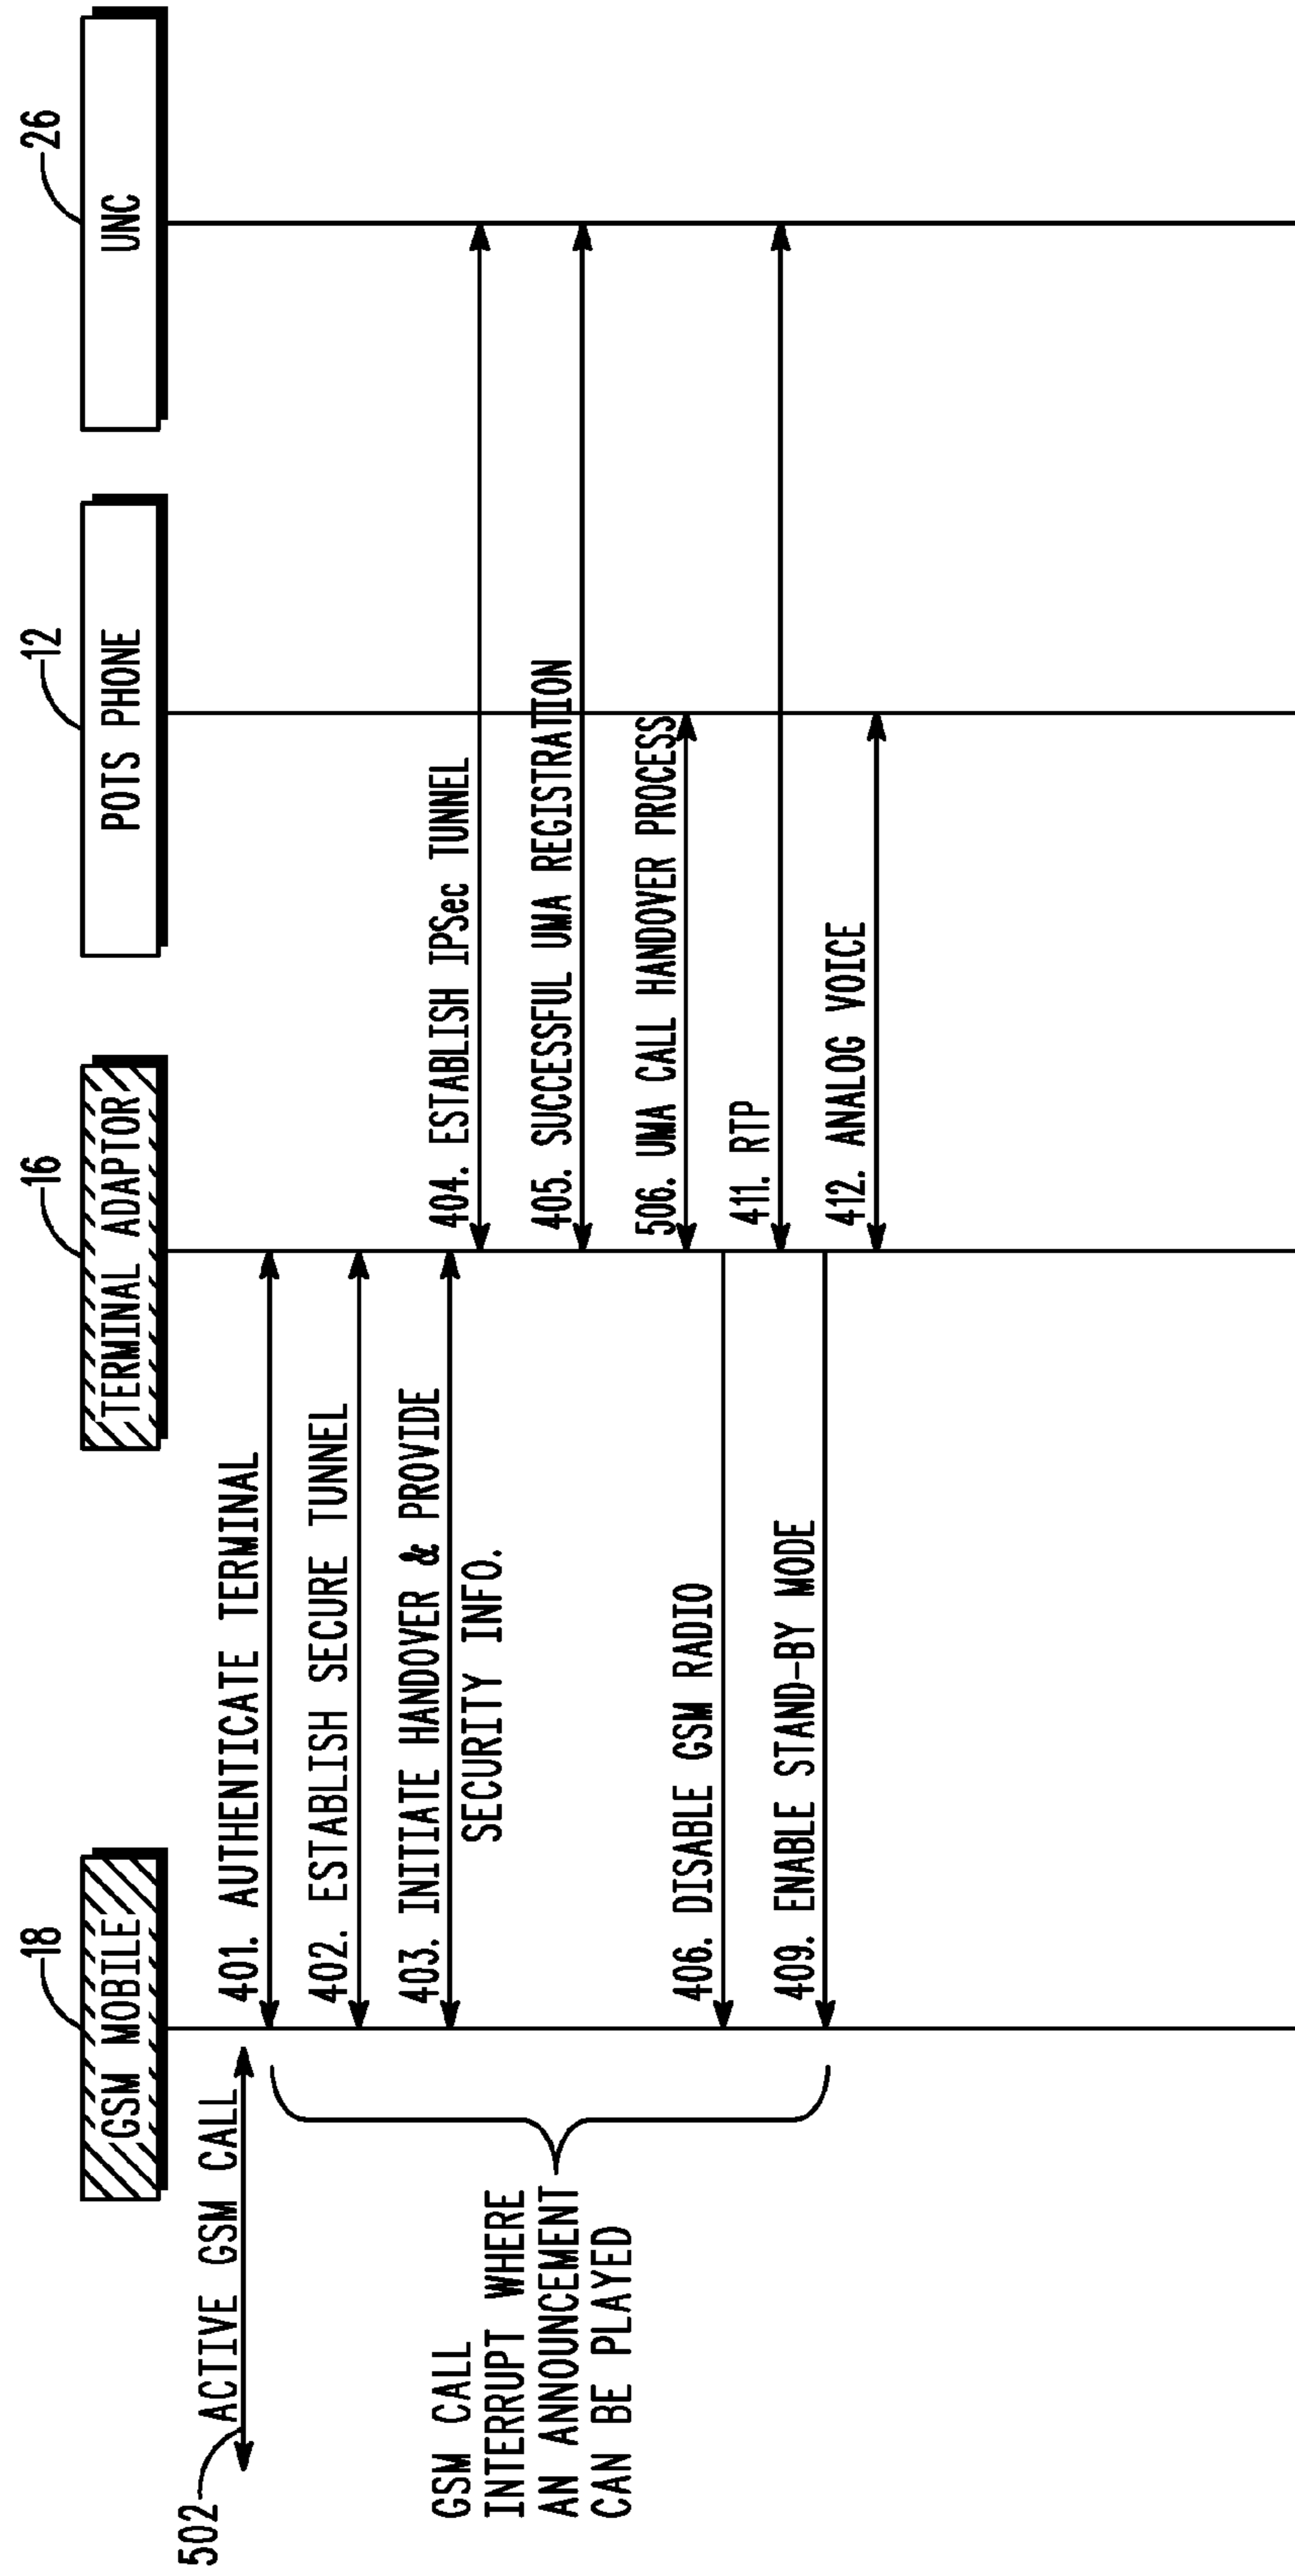 18
GSM MOBILE
16
TERMINAL ADAPTOR
12
POTS PHONE
26
UNC
502
ACTIVE GSM CALL
401. AUTHENTICATE TERMINAL
402. ESTABLISH SECURE TUNNEL
403. INITIATE HANDOVER & PROVIDE
SECURITY INFO.
404. ESTABLISH IPSec TUNNEL
405. SUCCESSFUL UMA REGISTRATION
506. UMA CALL HANDOVER PROCESS
406. DISABLE GSM RADIO
411. RTP
409. ENABLE STAND-BY MODE
412. ANALOG VOICE
GSM CALL
INTERRUPT WHERE
AN ANNOUNCEMENT
CAN BE PLAYED